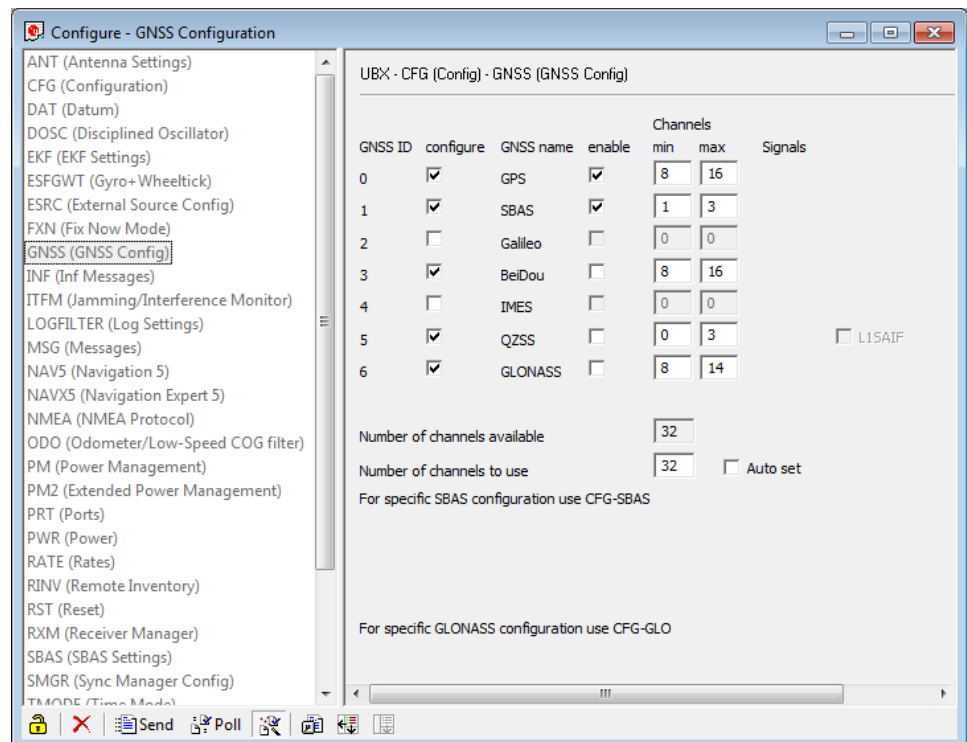 Configure - GNSS Configuration
ANT (Antenna Settings)
CFG (Configuration)
DAT (Datum)
DOSC (Disciplined Oscillator)
EKF (EKF Settings)
ESFGWT (Gyro+Wheeltick)
ESRC (External Source Config)
FXN (Fix Now Mode)
GNSS (GNSS Config)
INF (Inf Messages)
ITFM (Jamming/Interference Monitor)
LOGFILTER (Log Settings)
MSG (Messages)
NAV5 (Navigation 5)
NAVX5 (Navigation Expert 5)
NMEA (NMEA Protocol)
ODO (Odometer/Low-Speed COG filter)
PM (Power Management)
PM2 (Extended Power Management)
PRT (Ports)
PWR (Power)
RATE (Rates)
RINV (Remote Inventory)
RST (Reset)
RXM (Receiver Manager)
SBAS (SBAS Settings)
SMGR (Sync Manager Config)
TMODE (Time Mode)
UBX - CFG (Config) - GNSS (GNSS Config)
Channels
GNSS ID configure GNSS name enable min max Signals
0 GPS 8 16
1 SBAS 1 3
2 Galileo 0 0
3 BeiDou 8 16
4 IMES 0 0
5 QZSS 0 3 L1SAIF
6 GLONASS 8 14
Number of channels available 32
Number of channels to use 32 Auto set
For specific SBAS configuration use CFG-SBAS
For specific GLONASS configuration use CFG-GLO
Send Poll